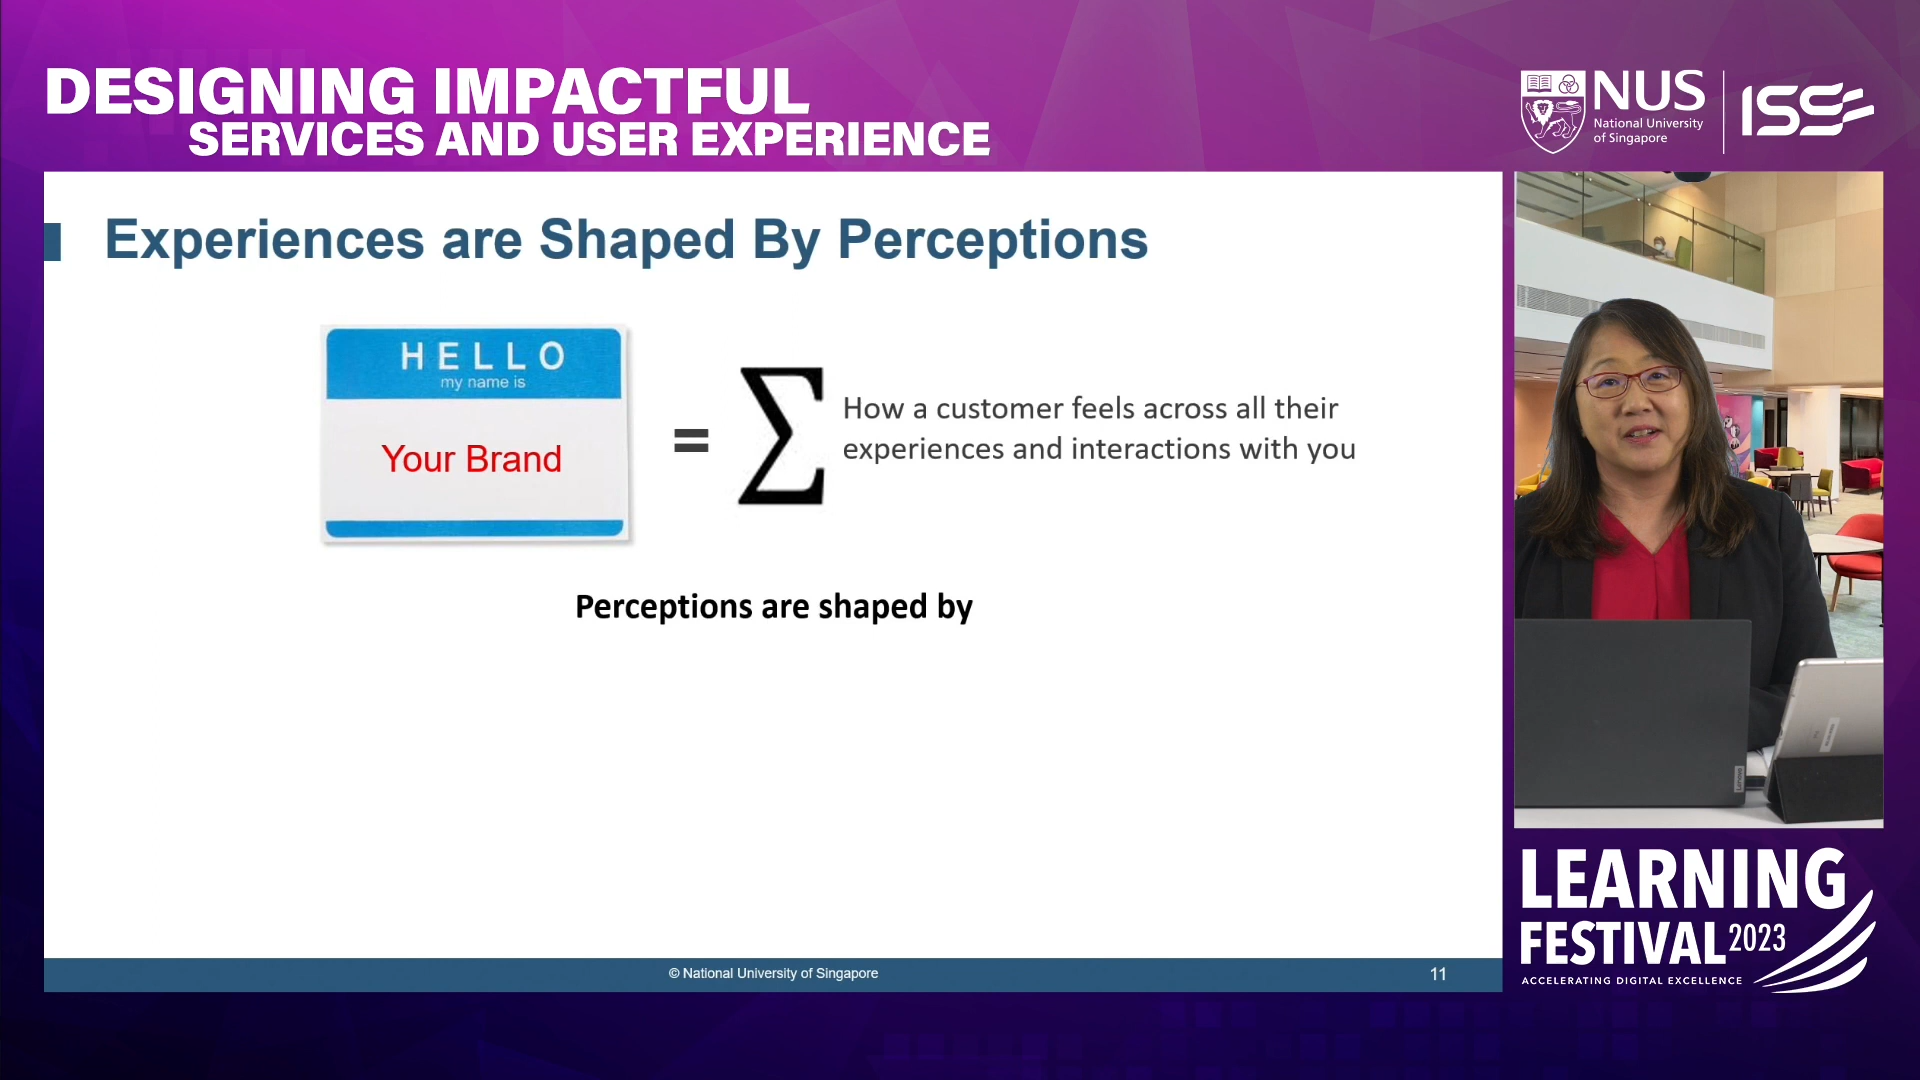 DESIGNING IMPACTFUL
SERVICES AND USER EXPERIENCE
NUS
National University
of Singapore
ISS
Experiences are Shaped By Perceptions
HELLO
my name is
Your Brand
=
Σ
How a customer feels across all their
experiences and interactions with you
Perceptions are shaped by
© National University of Singapore
11
LEARNING
FESTIVAL 2023
ACCELERATING DIGITAL EXCELLENCE